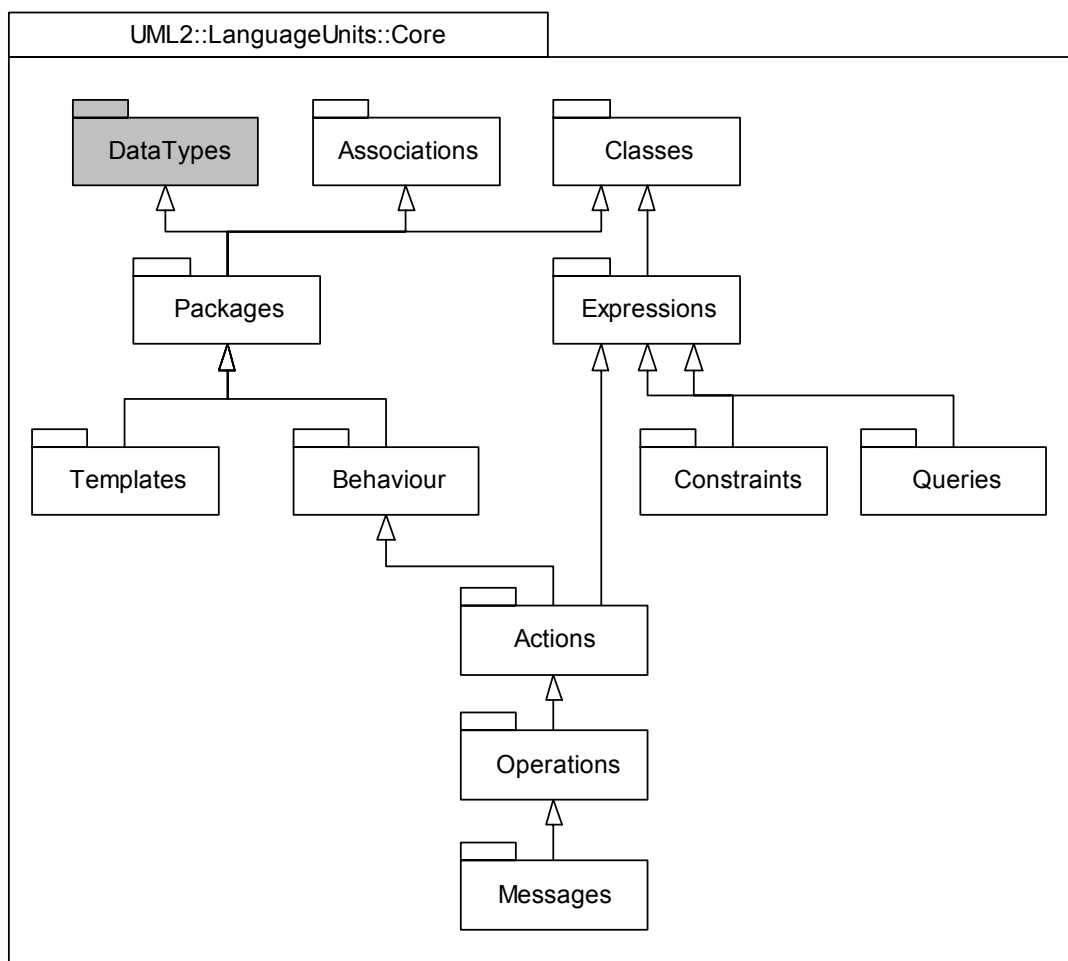 UML2::LanguageUnits::Core
DataTypes
Associations
Classes
Packages
Expressions
Templates
Behaviour
Constraints
Queries
Actions
Operations
Messages